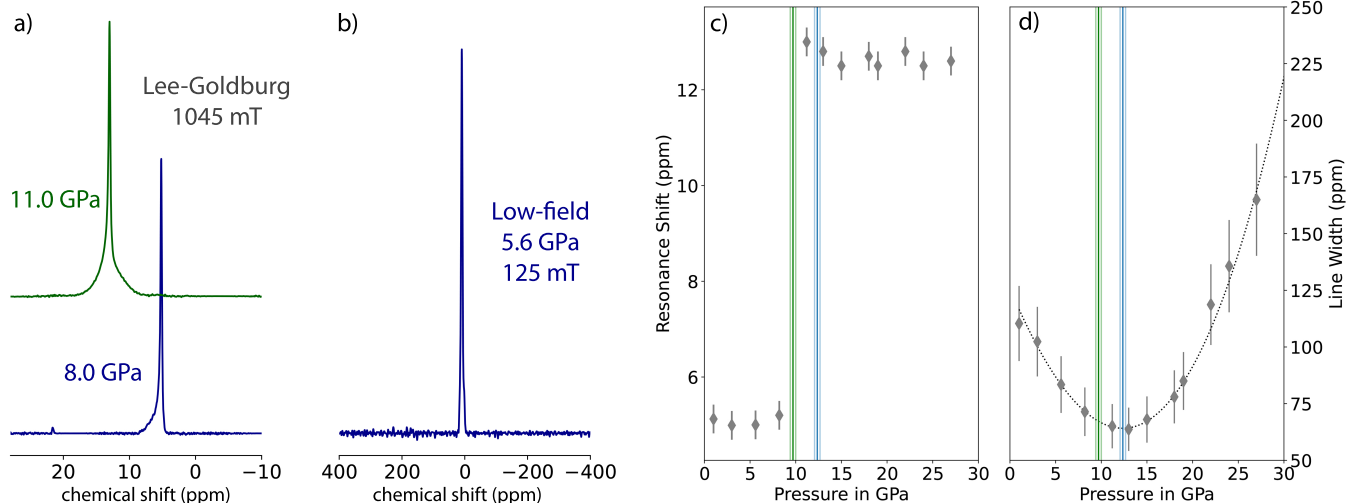 a)
Lee-Goldburg
1045 mT
11.0 GPa
8.0 GPa
20 10 0 −10
chemical shift (ppm)
b)
Low-field
5.6 GPa
125 mT
400 200 0 −200 −400
chemical shift (ppm)
c)
Resonance Shift (ppm)
12
10
8
6
0 5 10 15 20 25 30
Pressure in GPa
d)
250
225
200
175
150
125
100
75
50
Line Width (ppm)
0 5 10 15 20 25 30
Pressure in GPa